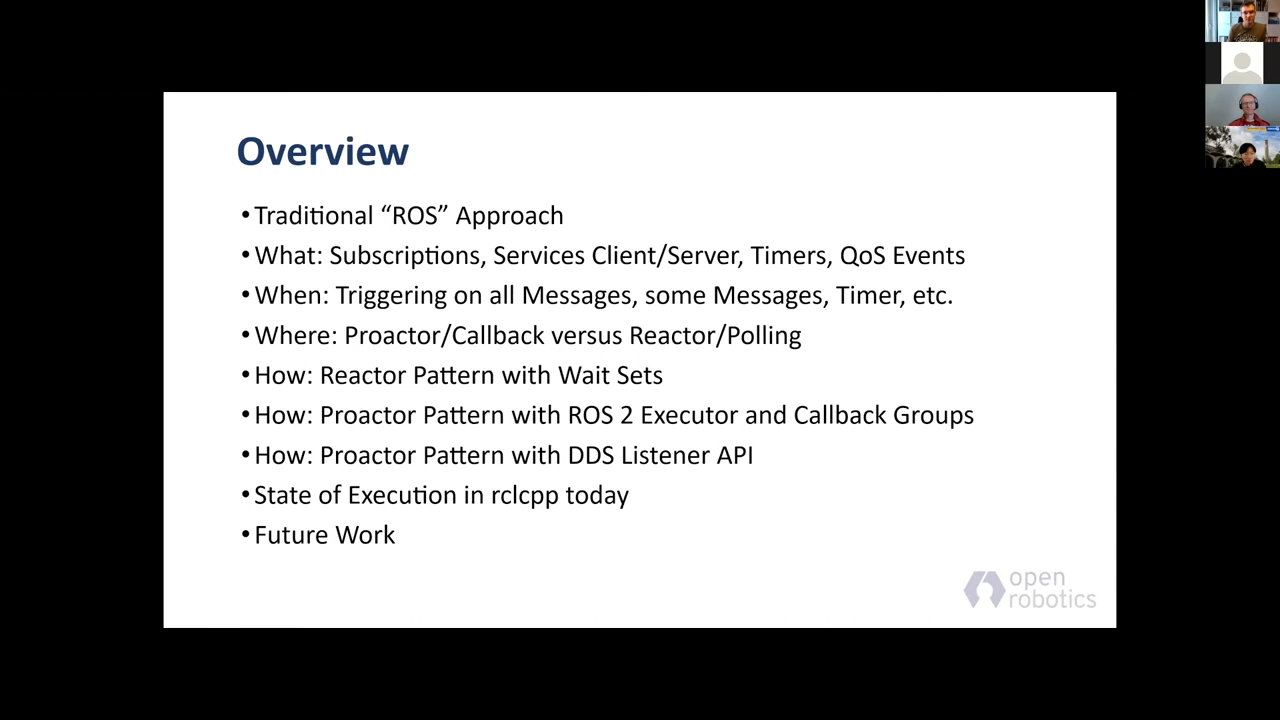 Overview
•Traditional “ROS” Approach
•What: Subscriptions, Services Client/Server, Timers, QoS Events
•When: Triggering on all Messages, some Messages, Timer, etc.
•Where: Proactor/Callback versus Reactor/Polling
•How: Reactor Pattern with Wait Sets
•How: Proactor Pattern with ROS 2 Executor and Callback Groups
•How: Proactor Pattern with DDS Listener API
•State of Execution in rclcpp today
•Future Work
open
robotics